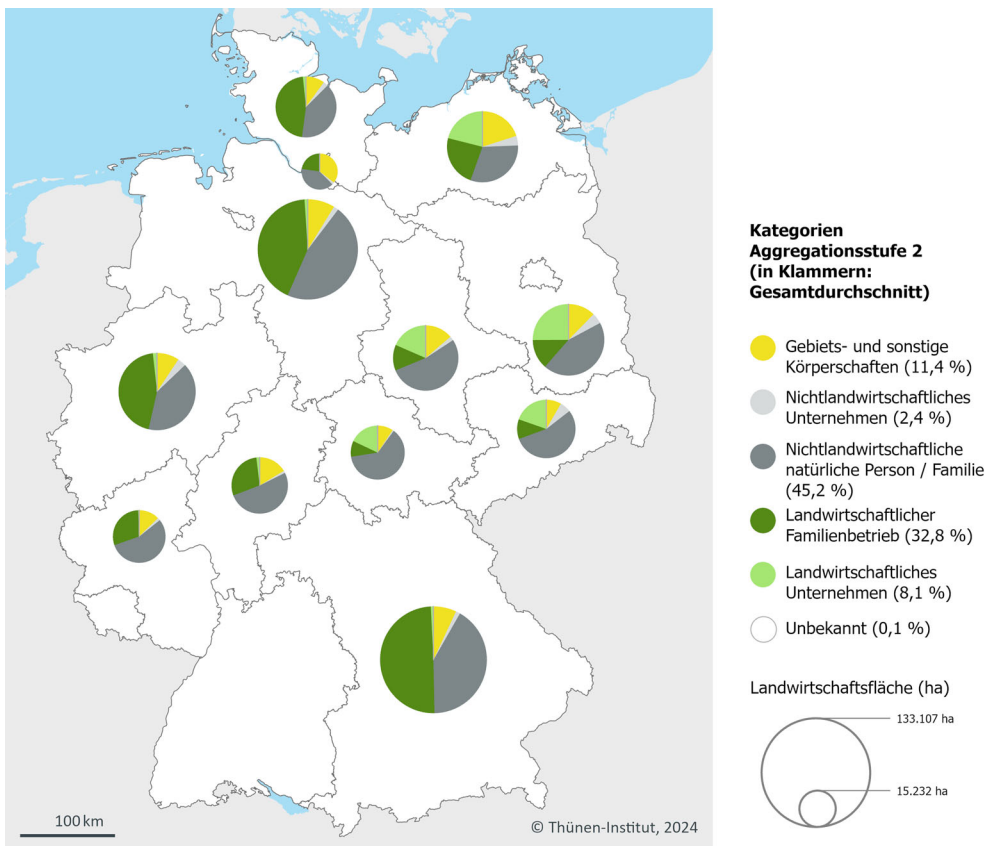 Kategorien
Aggregationsstufe 2
(in Klammern:
Gesamtdurchschnitt)
Gebiets- und sonstige
Körperschaften (11,4 %)
Nichtlandwirtschaftliches
Unternehmen (2,4 %)
Nichtlandwirtschaftliche
natürliche Person / Familie
(45,2 %)
Landwirtschaftlicher
Familienbetrieb (32,8 %)
Landwirtschaftliches
Unternehmen (8,1 %)
Unbekannt (0,1 %)
Landwirtschaftsfläche (ha)
133.107 ha
15.232 ha
100 km
© Thünen-Institut, 2024